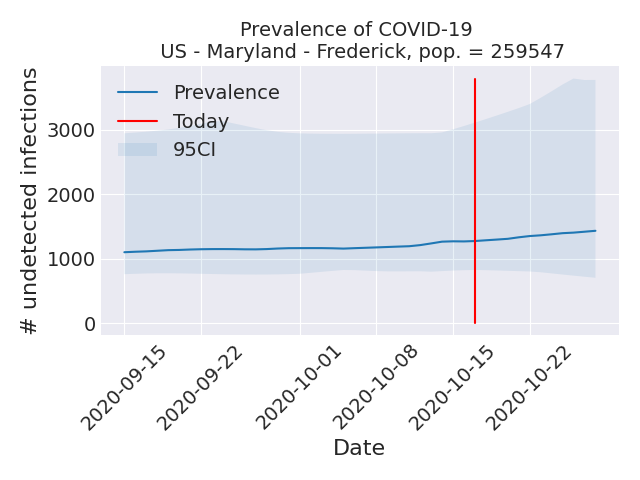 Prevalence of COVID-19
US - Maryland - Frederick, pop. = 259547
# undetected infections
3000
2000
1000
0
Prevalence
Today
95CI
2020-09-15
2020-09-22
2020-10-01
2020-10-08
2020-10-15
2020-10-22
Date